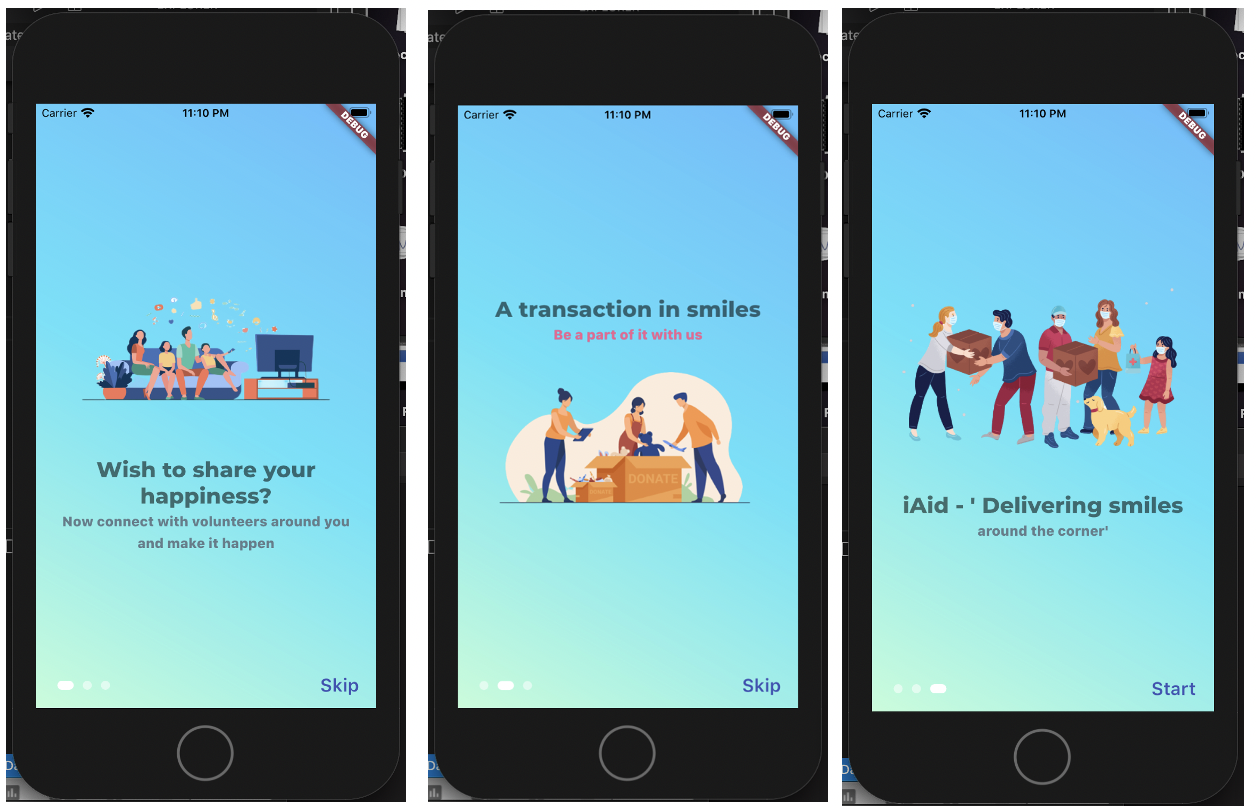 Carrier 11:10 PM
DEBUG
Wish to share your
happiness?
Now connect with volunteers around you
and make it happen
Skip
Carrier 11:10 PM
DEBUG
A transaction in smiles
Be a part of it with us
DONATE
Skip
Carrier 11:10 PM
DEBUG
iAid - ' Delivering smiles
around the corner'
Start